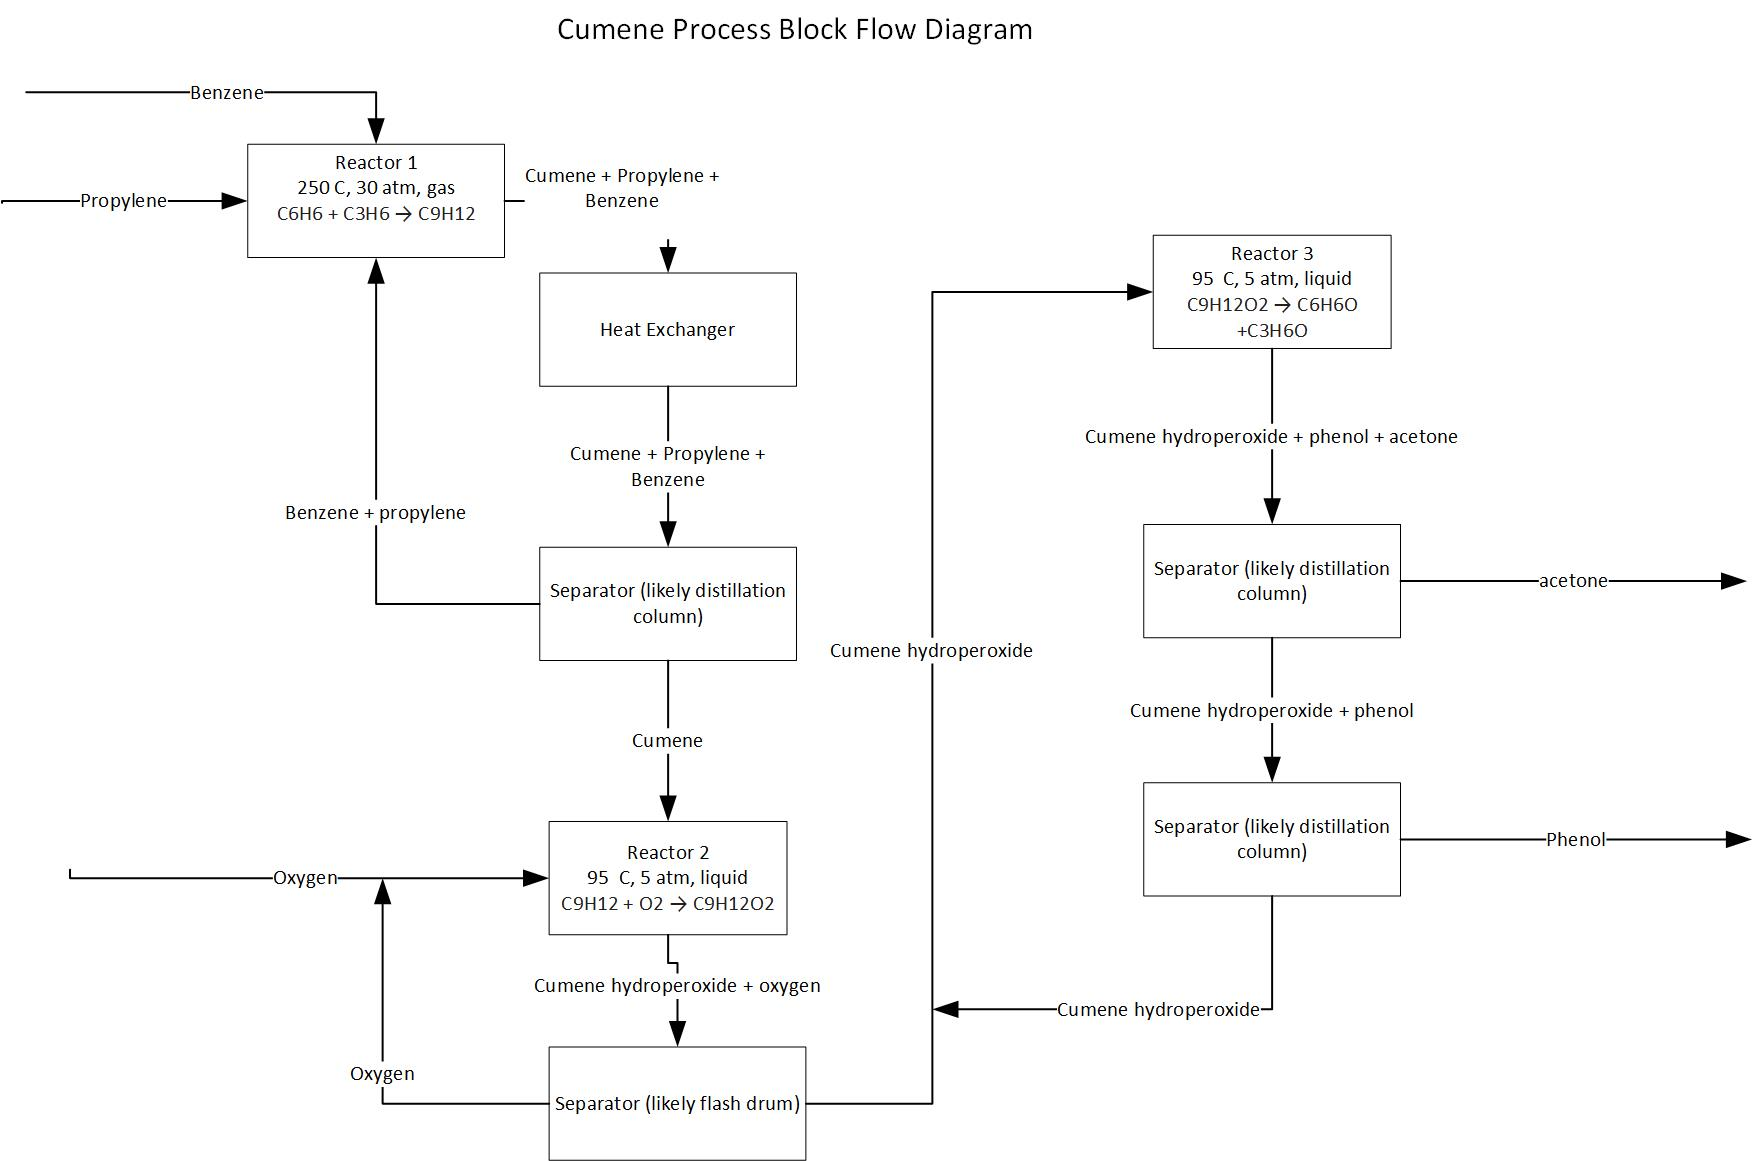 Cumene Process Block Flow Diagram
Benzene
Reactor 1
250 C, 30 atm, gas
C6H6 + C3H6 → C9H12
Propylene
Cumene + Propylene +
Benzene
Heat Exchanger
Cumene + Propylene +
Benzene
Benzene + propylene
Separator (likely distillation
column)
Cumene
Reactor 2
95  C, 5 atm, liquid
C9H12 + O2 → C9H12O2
Oxygen
Cumene hydroperoxide + oxygen
Oxygen
Separator (likely flash drum)
Cumene hydroperoxide
Reactor 3
95  C, 5 atm, liquid
C9H12O2 → C6H6O
+C3H6O
Cumene hydroperoxide + phenol + acetone
Separator (likely distillation
column)
acetone
Cumene hydroperoxide + phenol
Separator (likely distillation
column)
Phenol
Cumene hydroperoxide